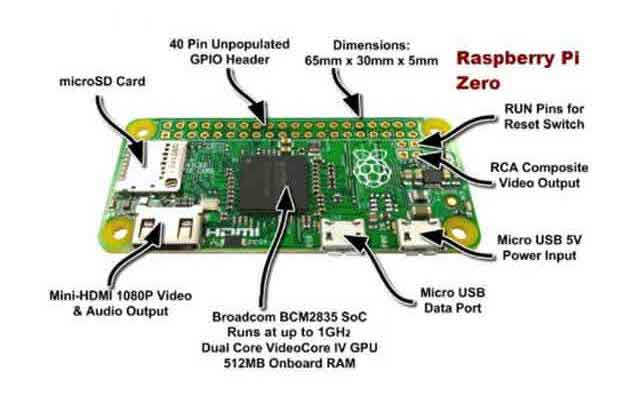 40 Pin Unpopulated
GPIO Header
Dimensions:
65mm x 30mm x 5mm
Raspberry Pi
Zero
microSD Card
RUN Pins for
Reset Switch
RCA Composite
Video Output
HDMI
Micro USB 5V
Power Input
Mini-HDMI 1080P Video
& Audio Output
Micro USB
Data Port
Broadcom BCM2835 SoC
Runs at up to 1GHz
Dual Core VideoCore IV GPU
512MB Onboard RAM